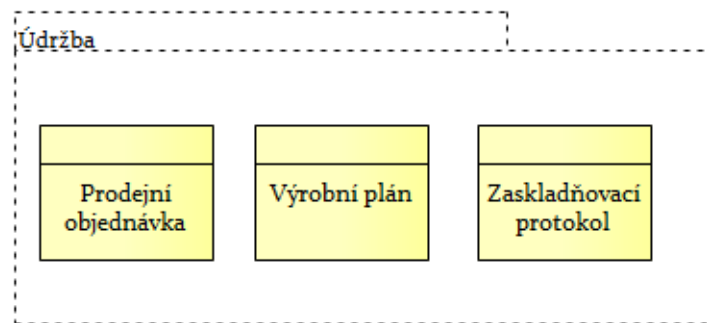 Údržba
Prodejní
objednávka
Výrobní plán
Zaskladňovací
protokol